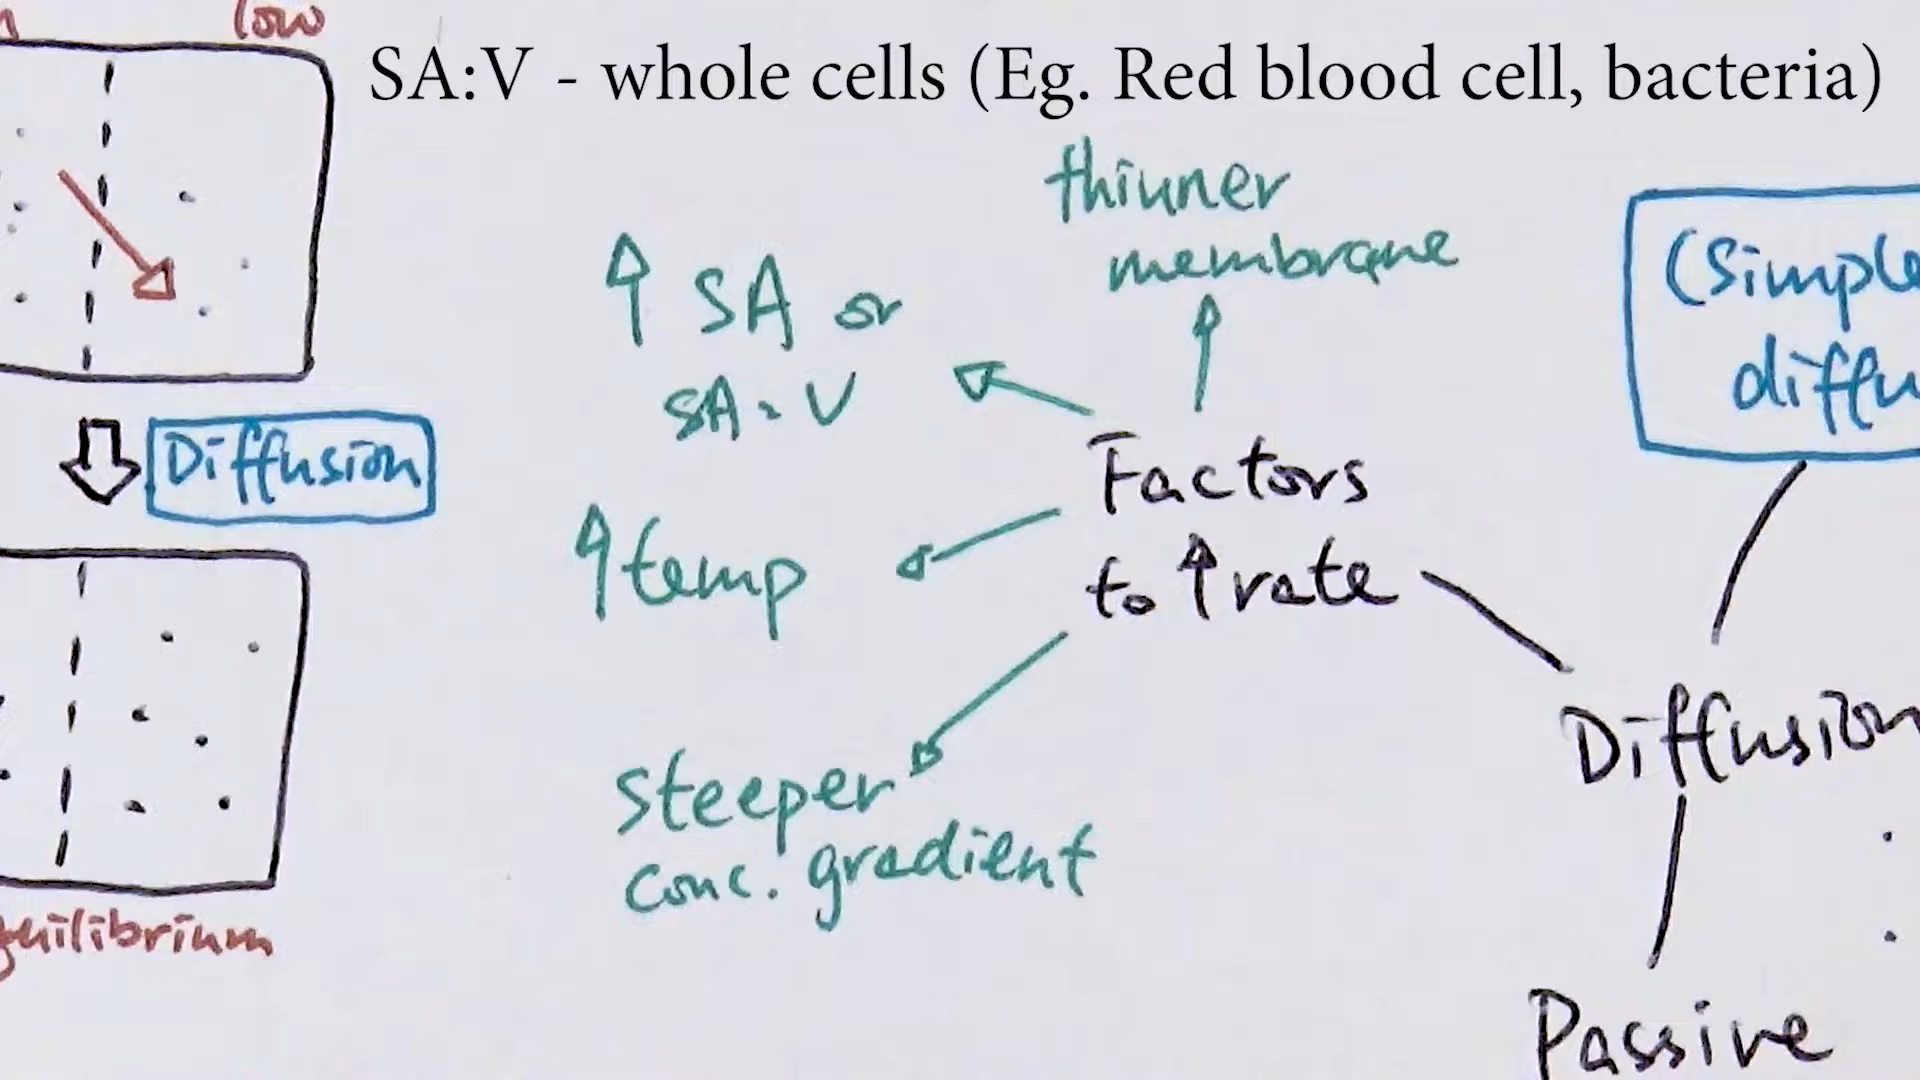 low
SA:V - whole cells (Eg. Red blood cell, bacteria)
thinner
membrane
↑ SA or
SA:V
(Simple
Factors
to ↑ rate
Diffusion
↑ temp
Diffusion
steeper
conc. gradient
Passive